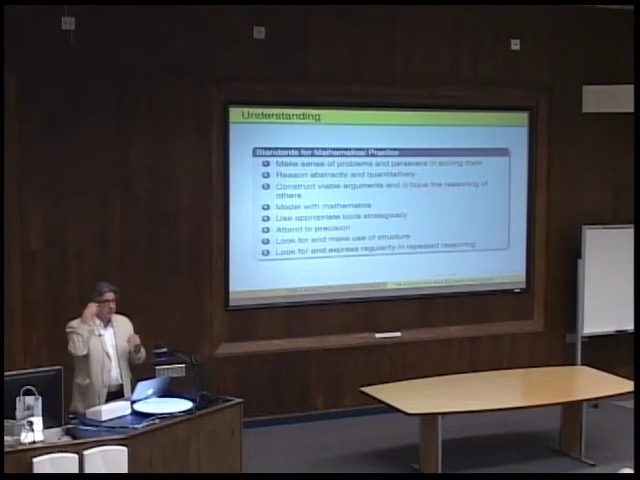 Understanding
Standards for Mathematical Practice
Make sense of problems and persevere in solving them
Reason abstractly and quantitatively
Construct viable arguments and critique the reasoning of
others
Model with mathematics
Use appropriate tools strategically
Attend to precision
Look for and make use of structure
Look for and express regularity in repeated reasoning